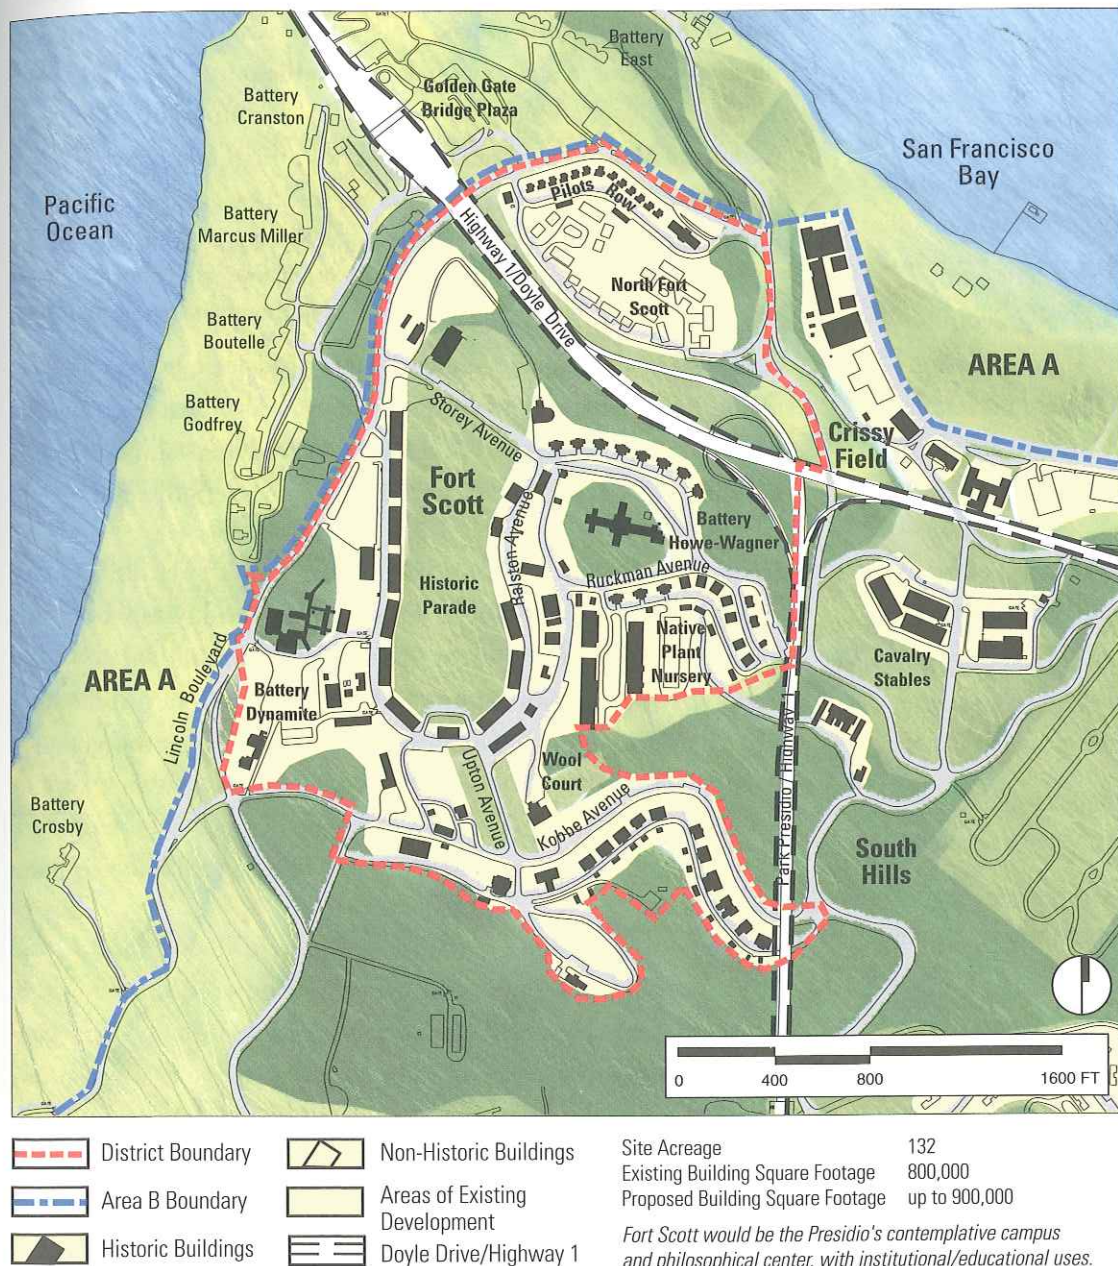 Battery
East
Golden Gate
Bridge Plaza
Battery
Cranston
San Francisco
Bay
Pacific
Ocean
Pilots Row
Battery
Marcus Miller
Highway 1/Doyle Drive
North Fort
Scott
Battery
Boutelle
AREA A
Battery
Godfrey
Storey Avenue
Crissy
Field
Fort
Scott
Battery
Howe-Wagner
Ralston Avenue
Ruckman Avenue
Historic
Parade
Native
Plant
Nursery
Cavalry
Stables
Lincoln Boulevard
AREA A
Battery
Dynamite
Park Presidio / Highway 1
Wool
Court
Upton Avenue
Kobbe Avenue
Battery
Crosby
South
Hills
0 400 800 1600 FT
District Boundary
Area B Boundary
Historic Buildings
Non-Historic Buildings
Areas of Existing
Development
Doyle Drive/Highway 1
Site Acreage 132
Existing Building Square Footage 800,000
Proposed Building Square Footage up to 900,000
Fort Scott would be the Presidio's contemplative campus
and philosophical center, with institutional/educational uses.